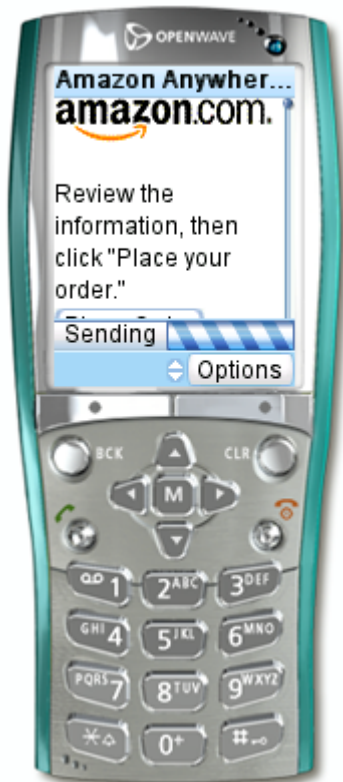 OPENWAVE
Amazon Anywher...
amazon.com.
Review the
information, then
click "Place your
order."
Sending
Options
BCK
CLR
M
1
2ABC
3DEF
GHI4
5JKL
6MNO
PQRS7
8TUV
9WXYZ
*
0+
#